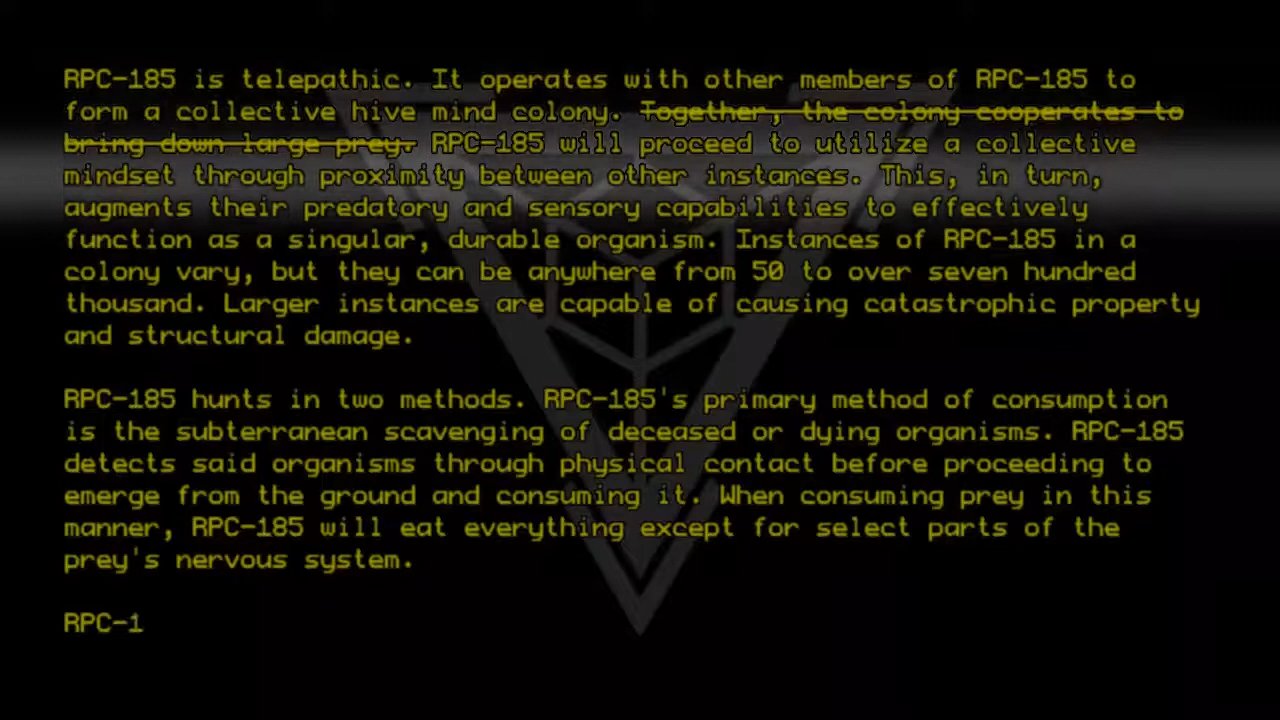 RPC-185 is telepathic. It operates with other members of RPC-185 to
form a collective hive mind colony. Together, the colony cooperates to
bring down large prey. RPC-185 will proceed to utilize a collective
mindset through proximity between other instances. This, in turn,
augments their predatory and sensory capabilities to effectively
function as a singular, durable organism. Instances of RPC-185 in a
colony vary, but they can be anywhere from 50 to over seven hundred
thousand. Larger instances are capable of causing catastrophic property
and structural damage.
RPC-185 hunts in two methods. RPC-185's primary method of consumption
is the subterranean scavenging of deceased or dying organisms. RPC-185
detects said organisms through physical contact before proceeding to
emerge from the ground and consuming it. When consuming prey in this
manner, RPC-185 will eat everything except for select parts of the
prey's nervous system.
RPC-1